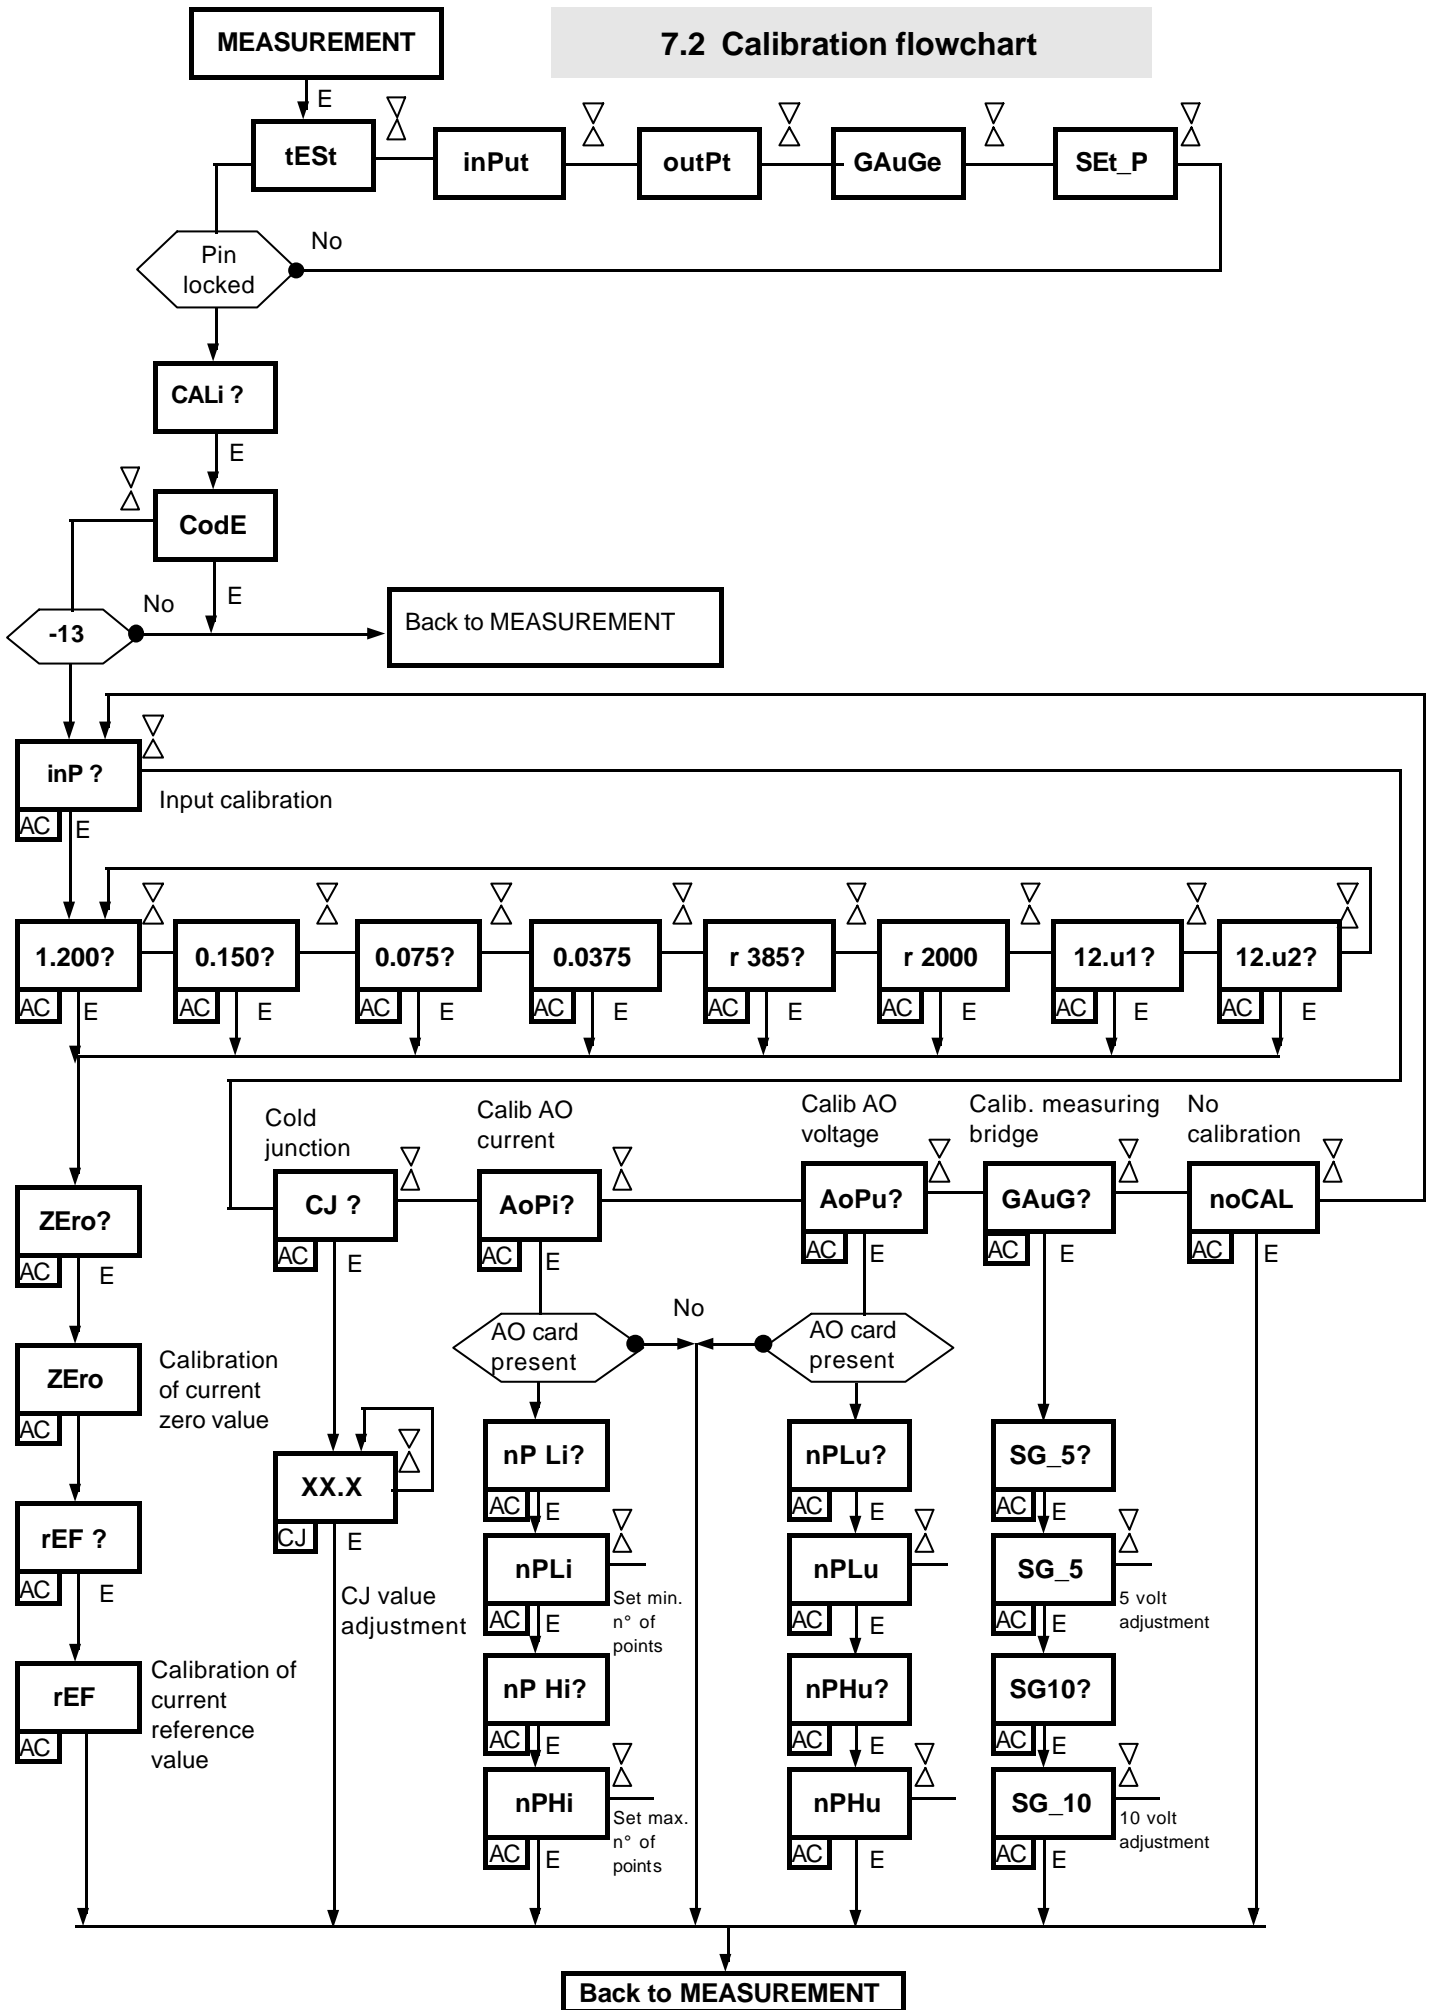 MEASUREMENT
7.2 Calibration flowchart
E
tESt
inPut
outPt
GAuGe
SEt_P
Pin
locked
No
CALi ?
E
CodE
E
-13
No
Back to MEASUREMENT
inP ?
AC
E
Input calibration
1.200?
0.150?
0.075?
0.0375
r 385?
r 2000
12.u1?
12.u2?
AC
E
AC
E
AC
E
AC
E
AC
E
AC
E
AC
E
AC
E
Cold
junction
Calib AO
current
Calib AO
voltage
Calib. measuring
bridge
No
calibration
ZEro?
AC
E
CJ ?
AC
E
AoPi?
AC
E
AoPu?
AC
E
GAuG?
AC
E
noCAL
AC
E
AO card
present
No
AO card
present
ZEro
AC
Calibration
of current
zero value
rEF ?
AC
E
rEF
AC
Calibration of
current
reference
value
XX.X
CJ
E
CJ value
adjustment
nP Li?
AC
E
nPLi
AC
E
Set min.
n° of
points
nP Hi?
AC
E
nPHi
AC
E
Set max.
n° of
points
nPLu?
AC
E
nPLu
AC
E
nPHu?
AC
E
nPHu
AC
E
SG_5?
AC
E
SG_5
AC
E
5 volt
adjustment
SG10?
AC
E
SG_10
AC
E
10 volt
adjustment
Back to MEASUREMENT